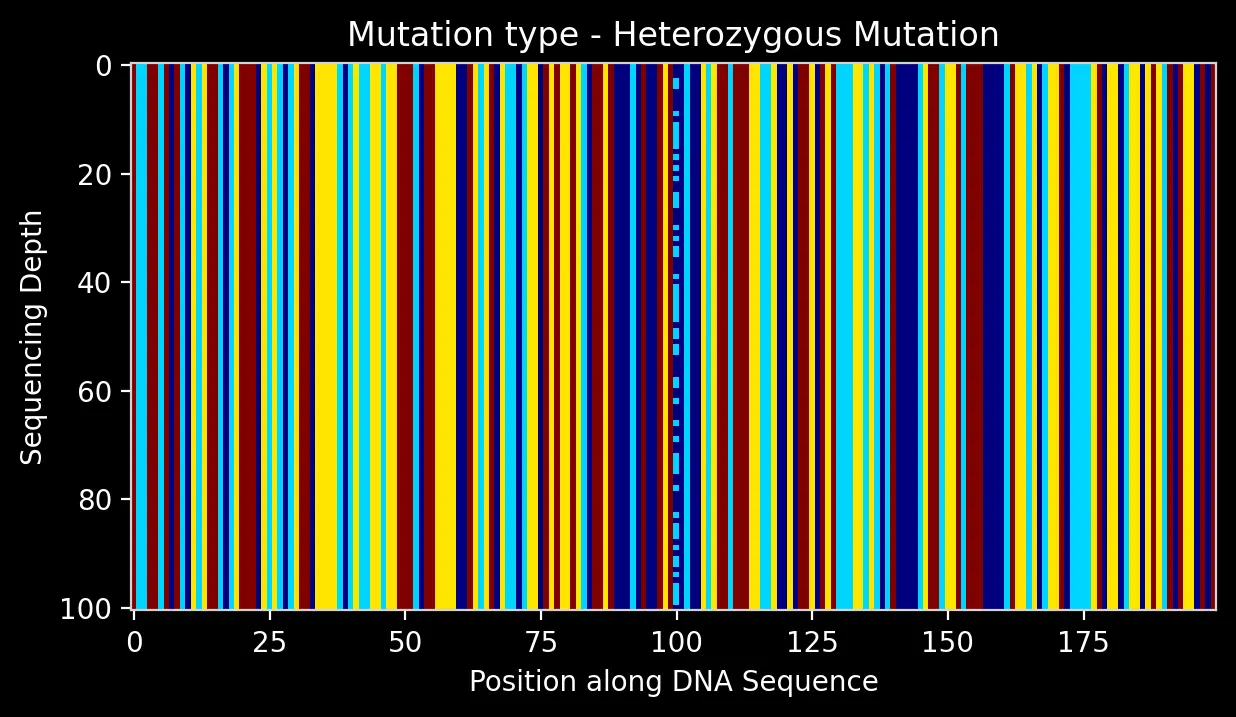 Mutation type - Heterozygous Mutation
0
20
40
60
80
100
Sequencing Depth
0 25 50 75 100 125 150 175
Position along DNA Sequence